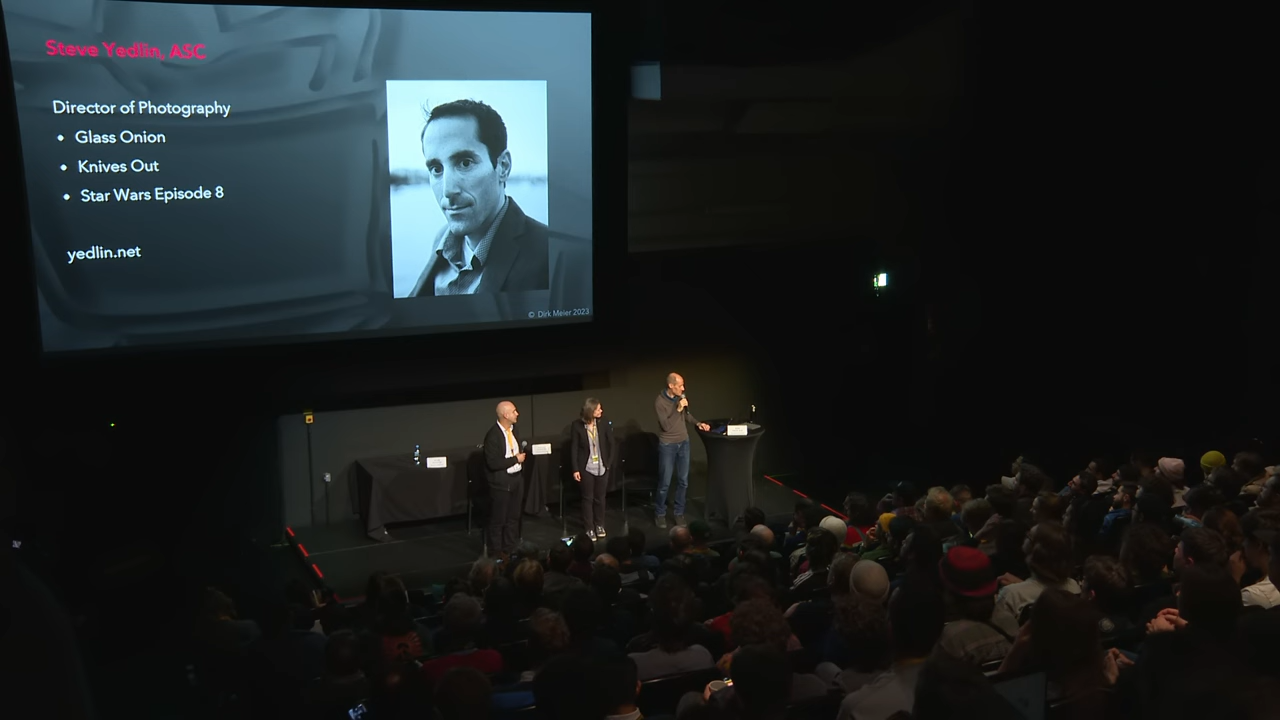 Steve Yedlin, ASC
Director of Photography
• Glass Onion
• Knives Out
• Star Wars Episode 8
yedlin.net
© Dirk Meier 2023